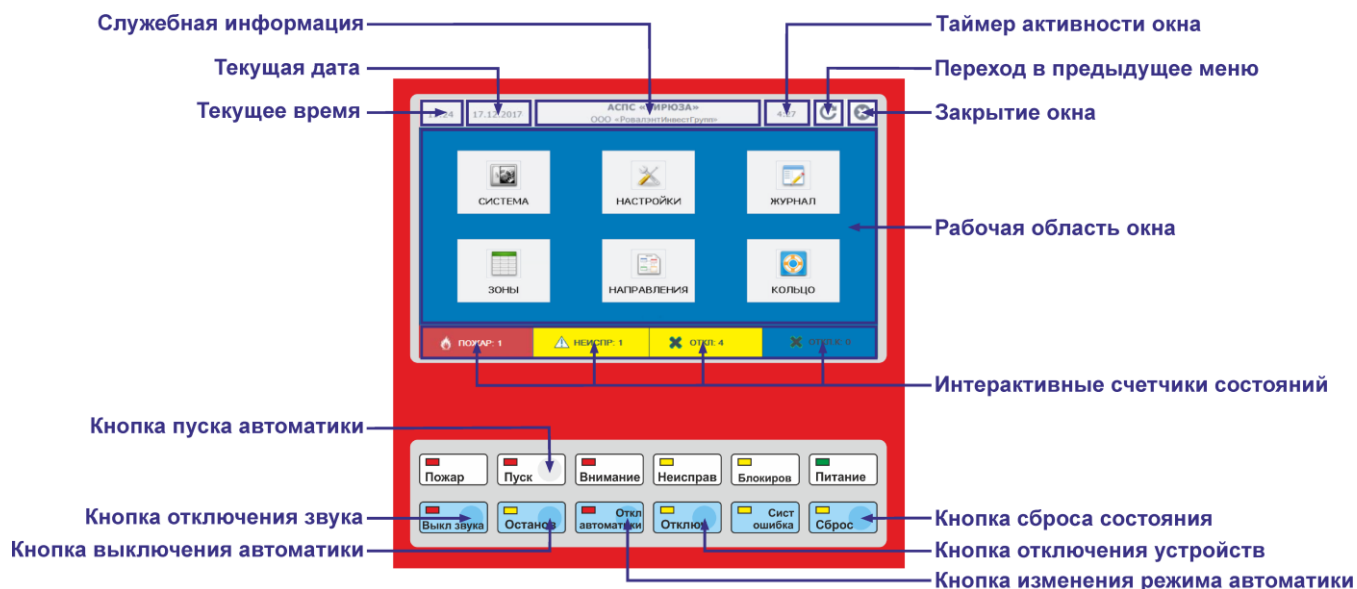 Служебная информация
Таймер активности окна
Текущая дата
Переход в предыдущее меню
Текущее время
Закрытие окна
17.12.2017
АСПС «БИРЮЗА»
ООО «РовалэнтИнвестГрупп»
4:27
СИСТЕМА
НАСТРОЙКИ
ЖУРНАЛ
Рабочая область окна
ЗОНЫ
НАПРАВЛЕНИЯ
КОЛЬЦО
ПОЖАР: 1
НЕИСПР: 1
ОТКЛ: 4
Интерактивные счетчики состояний
Кнопка пуска автоматики
Пожар
Пуск
Внимание
Неисправ
Блокиров
Питание
Кнопка отключения звука
Выкл звука
Останов
Откл
автоматики
Отключ
Сист
ошибка
Сброс
Кнопка сброса состояния
Кнопка выключения автоматики
Кнопка отключения устройств
Кнопка изменения режима автоматики